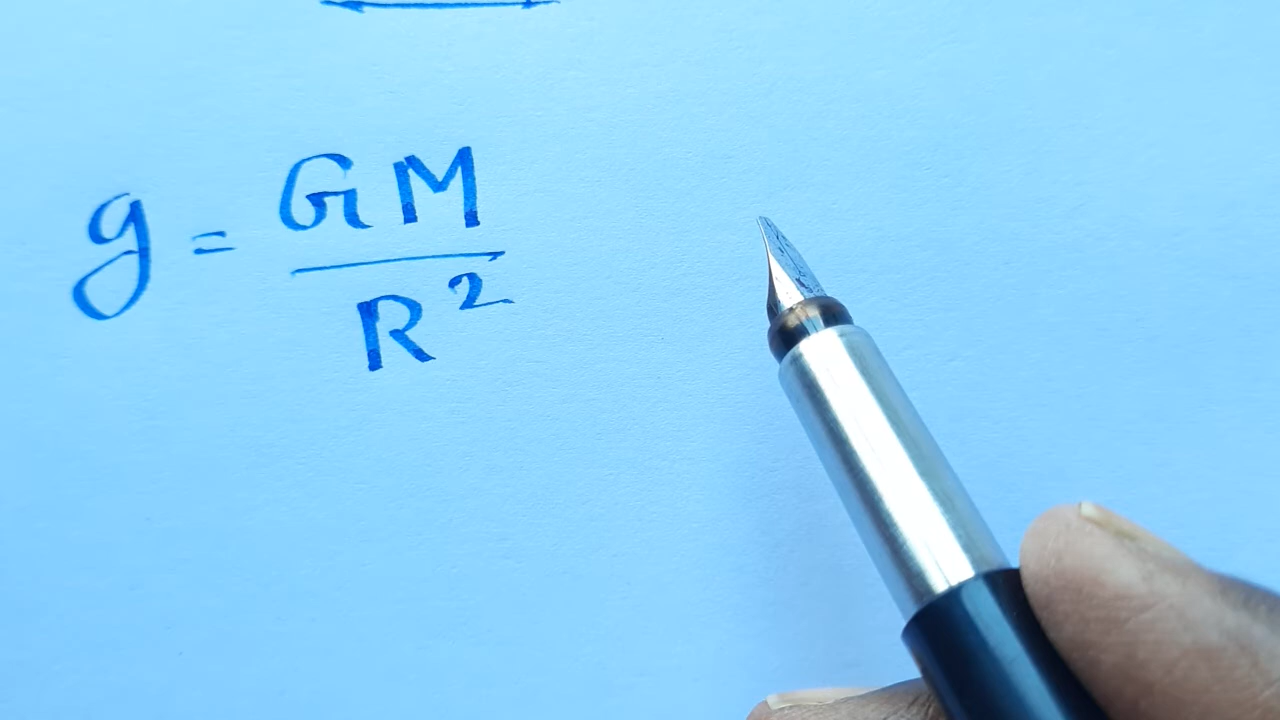 g = GM / R²